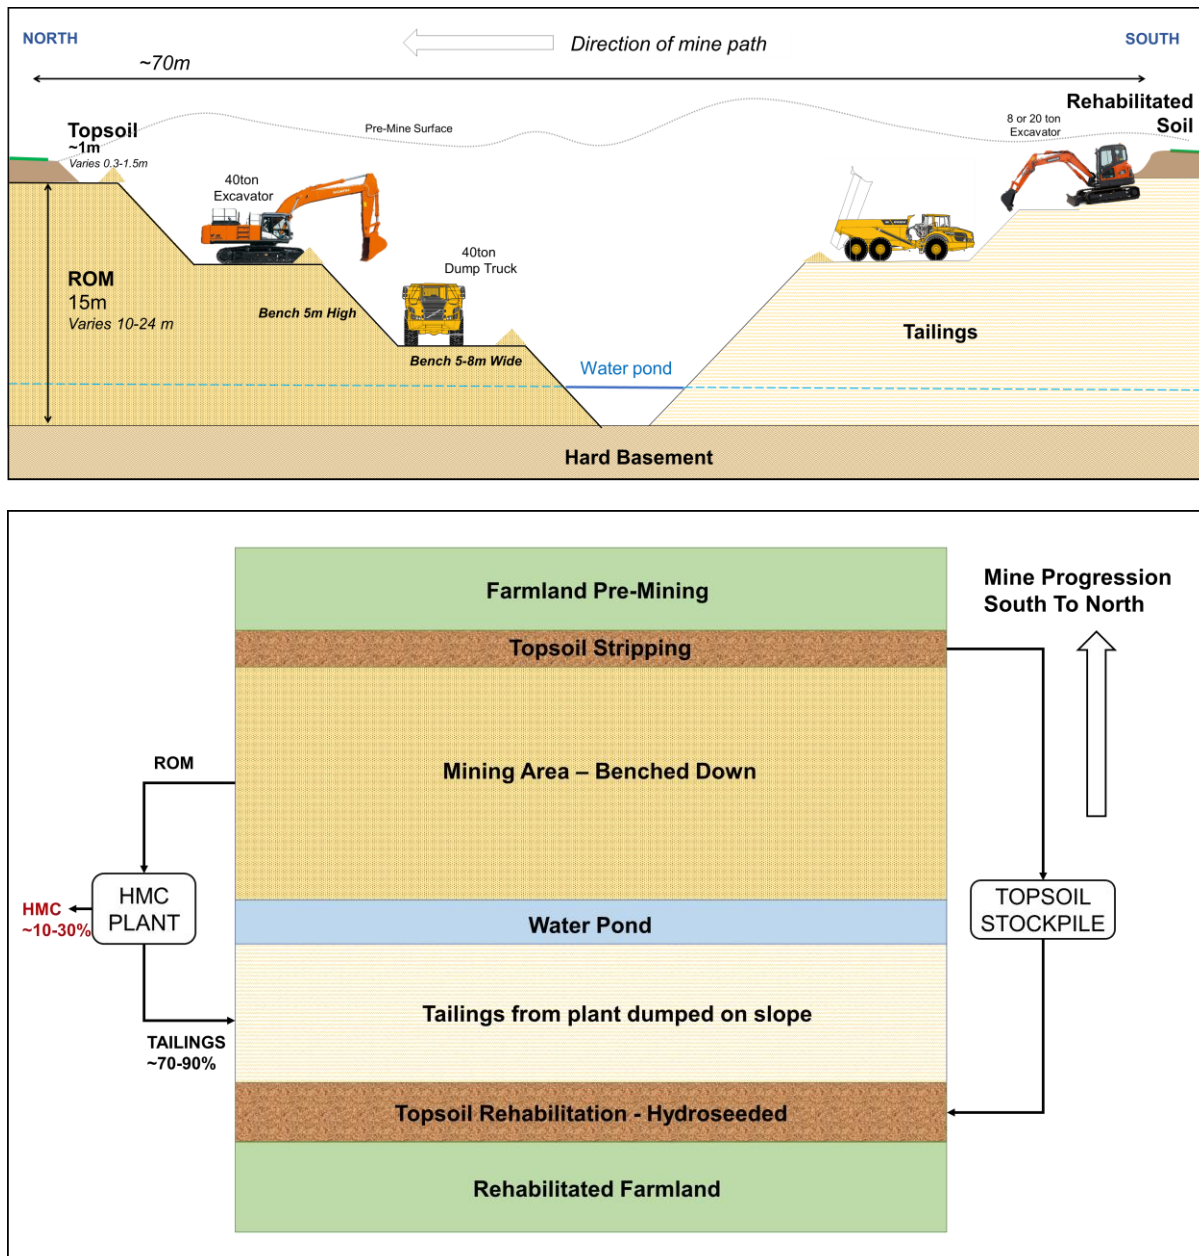 NORTH
Direction of mine path
SOUTH
~70m
Topsoil
~1m
Varies 0.3-1.5m
Pre-Mine Surface
8 or 20 ton
Excavator
Rehabilitated
Soil
40ton
Excavator
40ton
Dump Truck
ROM
15m
Varies 10-24 m
Bench 5m High
Bench 5-8m Wide
Water pond
Tailings
Hard Basement
Farmland Pre-Mining
Mine Progression
South To North
Topsoil Stripping
ROM
Mining Area – Benched Down
HMC
PLANT
HMC
~10-30%
TOPSOIL
STOCKPILE
Water Pond
Tailings from plant dumped on slope
TAILINGS
~70-90%
Topsoil Rehabilitation - Hydroseeded
Rehabilitated Farmland